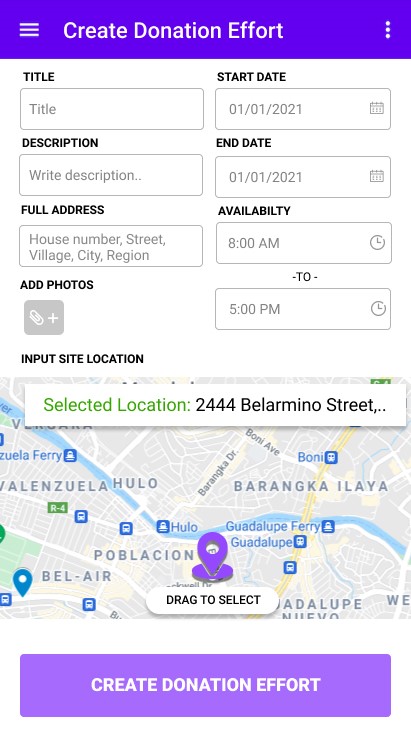 Create Donation Effort
TITLE
Title
DESCRIPTION
Write description..
FULL ADDRESS
House number, Street,
Village, City, Region
ADD PHOTOS
START DATE
01/01/2021
END DATE
01/01/2021
AVAILABILTY
8:00 AM
-TO-
5:00 PM
INPUT SITE LOCATION
Selected Location: 2444 Belarmino Street,..
VERGARA
Boni Ave
zuela Ferry
Boni
Barangka Dr.
VALENZUELA
HULO
BARANGKA ILAYA
R-4
Hulo
Guadalupe Ferry
Guadalupe
POBLACION
BEL-AIR
DRAG TO SELECT
ADALUPE
NUEVO
WE
CREATE DONATION EFFORT